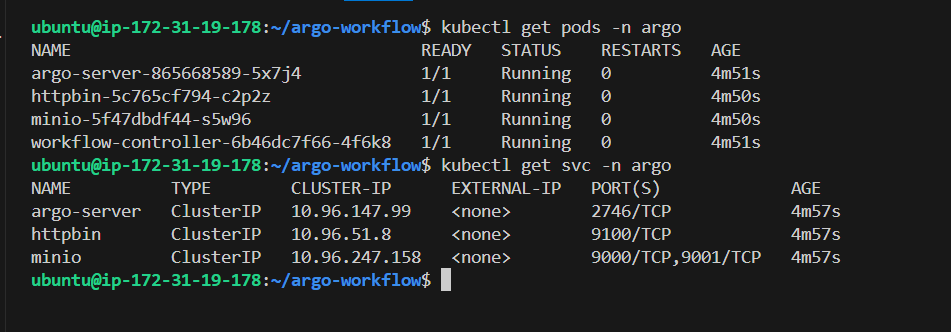 ubuntu@ip-172-31-19-178:~/argo-workflow$ kubectl get pods -n argo
NAME READY STATUS RESTARTS AGE
argo-server-865668589-5x7j4 1/1 Running 0 4m51s
httpbin-5c765cf794-c2p2z 1/1 Running 0 4m50s
minio-5f47dbdf44-s5w96 1/1 Running 0 4m50s
workflow-controller-6b46dc7f66-4f6k8 1/1 Running 0 4m51s
ubuntu@ip-172-31-19-178:~/argo-workflow$ kubectl get svc -n argo
NAME TYPE CLUSTER-IP EXTERNAL-IP PORT(S) AGE
argo-server ClusterIP 10.96.147.99 <none> 2746/TCP 4m57s
httpbin ClusterIP 10.96.51.8 <none> 9100/TCP 4m57s
minio ClusterIP 10.96.247.158 <none> 9000/TCP,9001/TCP 4m57s
ubuntu@ip-172-31-19-178:~/argo-workflow$